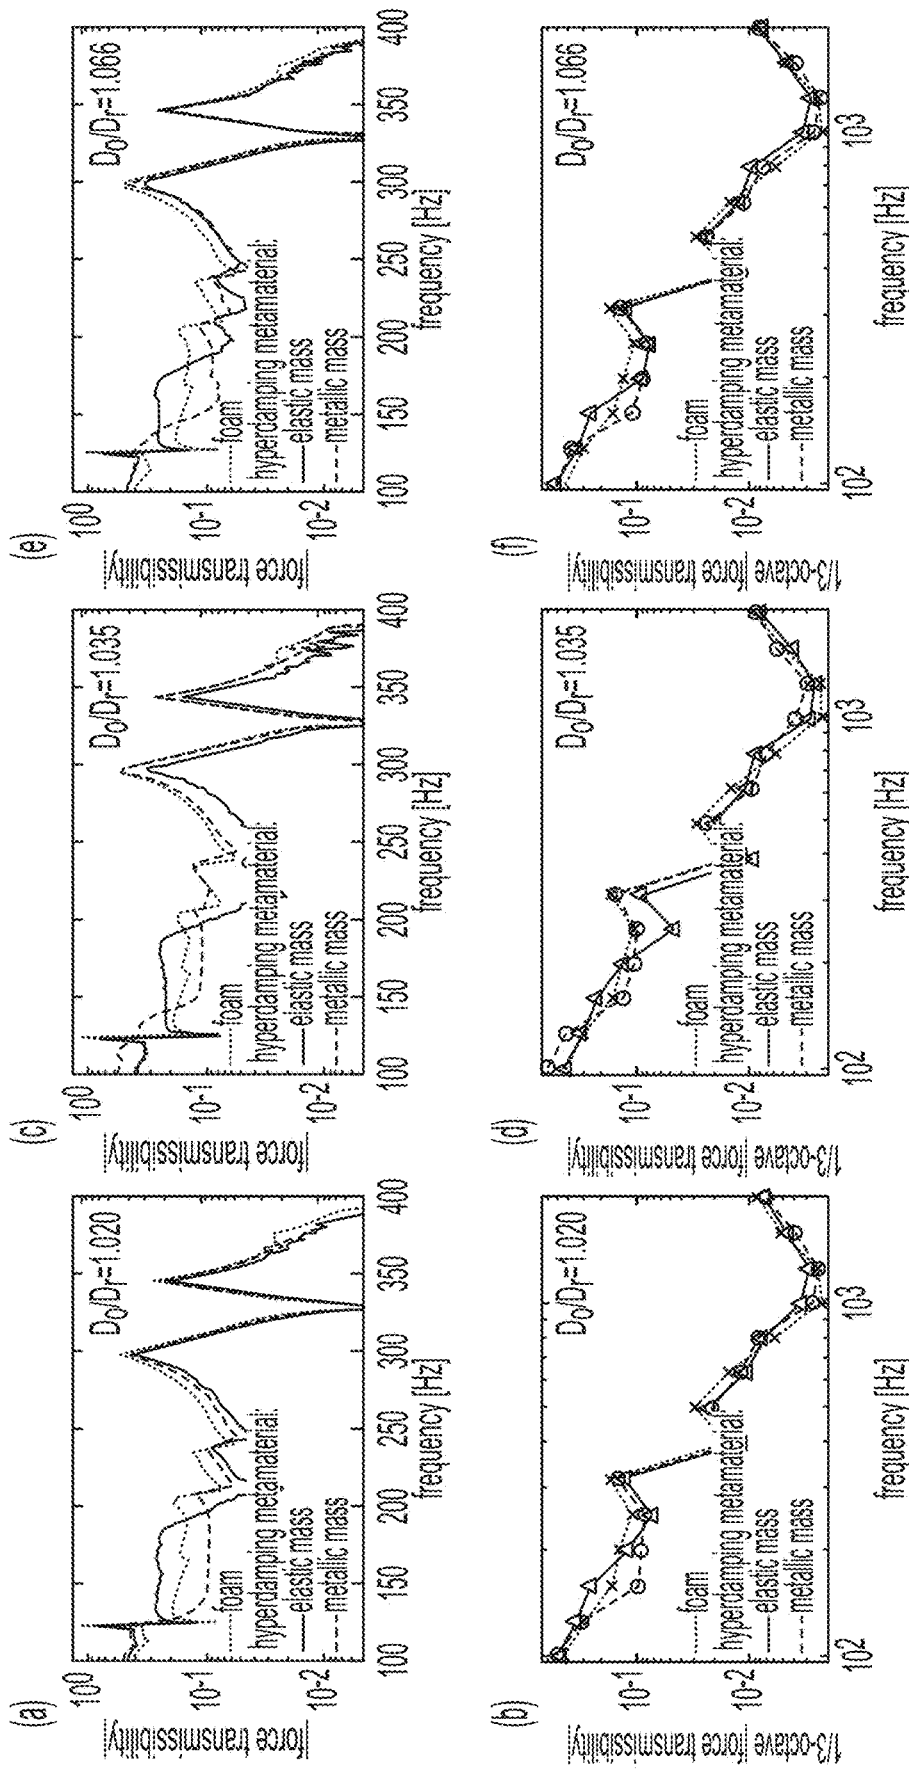 (a)
D₀/Dᵣ=1.020
|force transmissibility|
10⁰
10⁻¹
10⁻²
foam
hyperdamping metamaterial:
elastic mass
metallic mass
100 150 200 250 300 350 400
frequency [Hz]
(b)
D₀/Dᵣ=1.020
1/3-octave |force transmissibility|
10⁻¹
10⁻²
foam
hyperdamping metamaterial:
elastic mass
metallic mass
10² 10³
frequency [Hz]
(c)
D₀/Dᵣ=1.035
|force transmissibility|
10⁰
10⁻¹
10⁻²
foam
hyperdamping metamaterial:
elastic mass
metallic mass
100 150 200 250 300 350 400
frequency [Hz]
(d)
D₀/Dᵣ=1.035
1/3-octave |force transmissibility|
10⁻¹
10⁻²
foam
hyperdamping metamaterial:
elastic mass
metallic mass
10² 10³
frequency [Hz]
(e)
D₀/Dᵣ=1.066
|force transmissibility|
10⁰
10⁻¹
10⁻²
foam
hyperdamping metamaterial:
elastic mass
metallic mass
100 150 200 250 300 350 400
frequency [Hz]
(f)
D₀/Dᵣ=1.066
1/3-octave |force transmissibility|
10⁻¹
10⁻²
foam
hyperdamping metamaterial:
elastic mass
metallic mass
10² 10³
frequency [Hz]